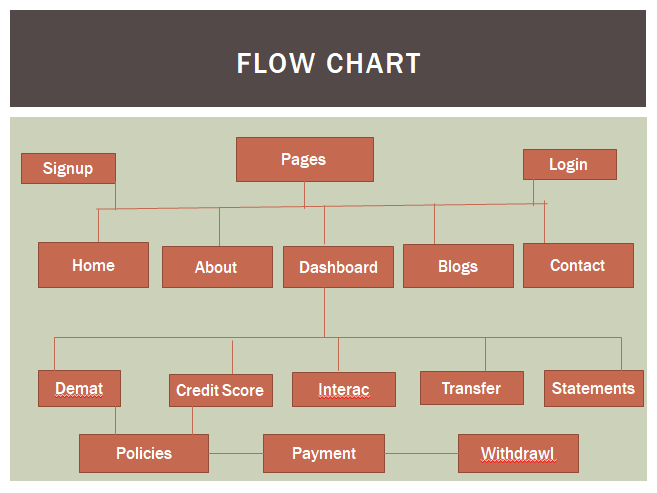 FLOW CHART
Signup
Pages
Login
Home
About
Dashboard
Blogs
Contact
Demat
Credit Score
Interac
Transfer
Statements
Policies
Payment
Withdrawl